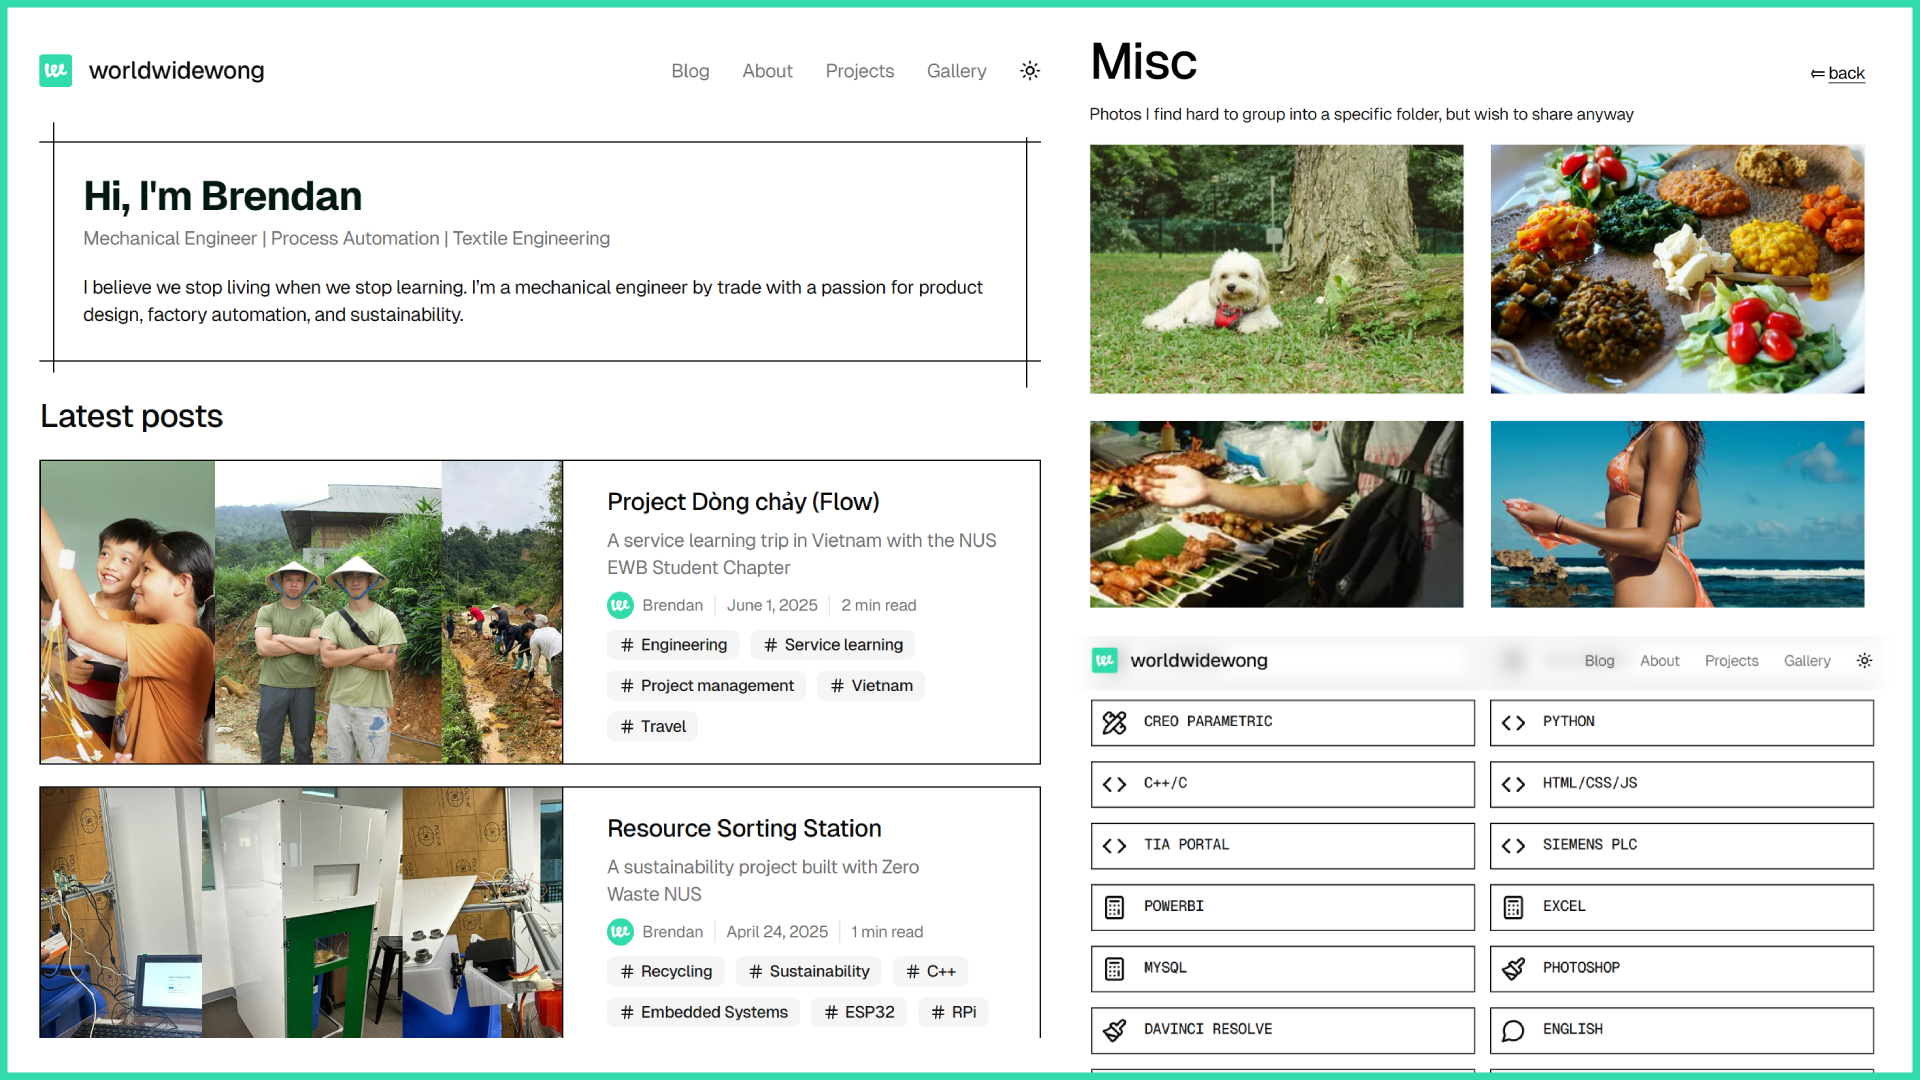 worldwidewong
Blog About Projects Gallery
Hi, I'm Brendan
Mechanical Engineer | Process Automation | Textile Engineering
I believe we stop living when we stop learning. I'm a mechanical engineer by trade with a passion for product
design, factory automation, and sustainability.
Latest posts
Project Dòng chảy (Flow)
A service learning trip in Vietnam with the NUS
EWB Student Chapter
Brendan June 1, 2025 2 min read
# Engineering # Service learning
# Project management # Vietnam
# Travel
Resource Sorting Station
A sustainability project built with Zero
Waste NUS
Brendan April 24, 2025 1 min read
# Recycling # Sustainability # C++
# Embedded Systems # ESP32 # RPi
Misc
⇐ back
Photos I find hard to group into a specific folder, but wish to share anyway
worldwidewong
Blog About Projects Gallery
CREO PARAMETRIC
PYTHON
C++/C
HTML/CSS/JS
TIA PORTAL
SIEMENS PLC
POWERBI
EXCEL
MYSQL
PHOTOSHOP
DAVINCI RESOLVE
ENGLISH